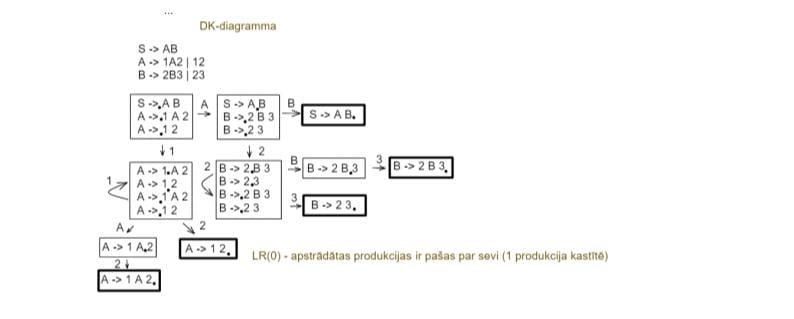 ...
DK-diagramma
S -> AB
A -> 1A2 | 12
B -> 2B3 | 23
S ->.A B
A ->.1 A 2
A ->.1 2
A
S -> A.B
B ->.2 B 3
B ->.2 3
B
S -> A B.
1
2
A -> 1.A 2
A -> 1.2
A ->.1 A 2
A ->.1 2
1
2
B -> 2.B 3
B -> 2.3
B ->.2 B 3
B ->.2 3
B
B -> 2 B.3
3
B -> 2 B 3.
3
B -> 2 3.
A
2
A -> 1 A.2
A -> 1 2.
2
A -> 1 A 2.
LR(0) - apstrādātas produkcijas ir pašas par sevi (1 produkcija kastītē)